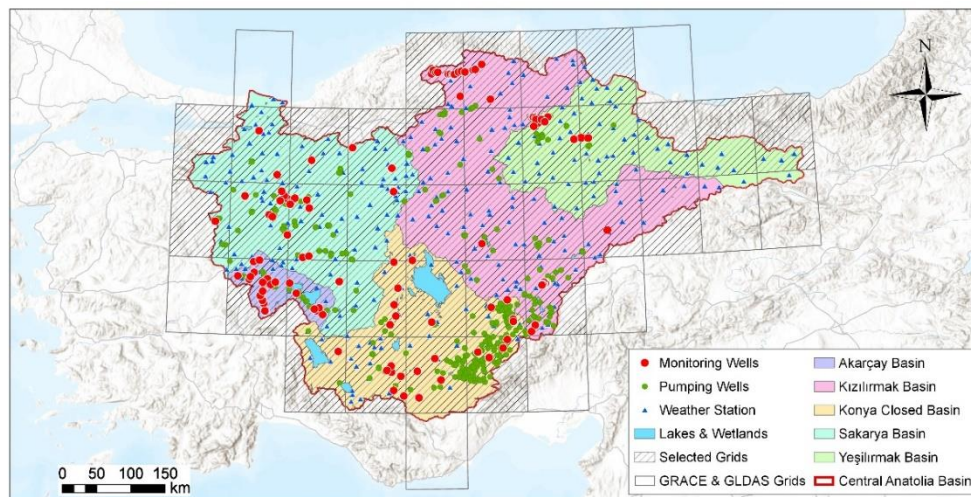 N
Monitoring Wells
Pumping Wells
Weather Station
Lakes & Wetlands
Selected Grids
GRACE & GLDAS Grids
Akarçay Basin
Kızılırmak Basin
Konya Closed Basin
Sakarya Basin
Yeşilırmak Basin
Central Anatolia Basin
0 50 100 150
km